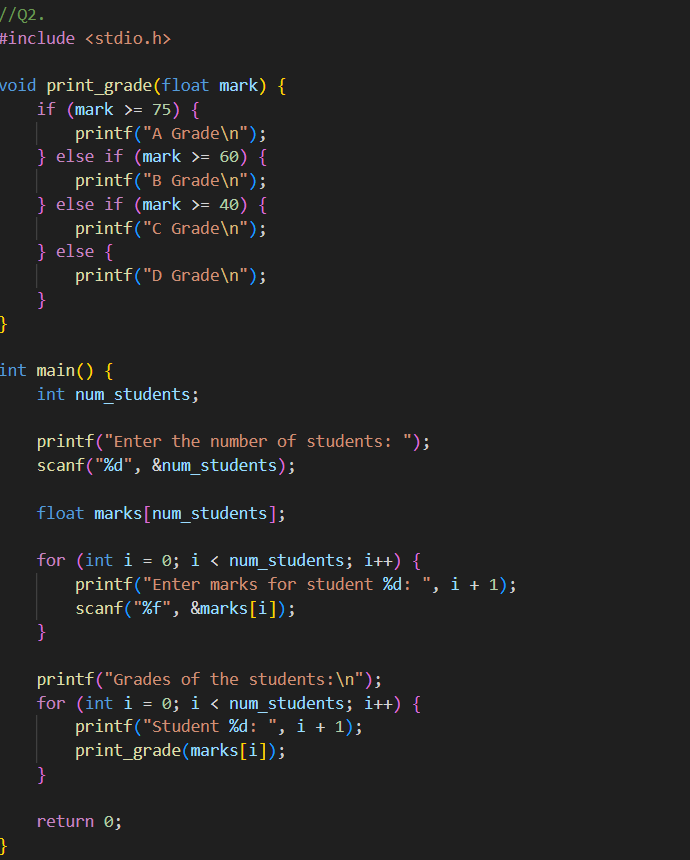 //Q2.
#include <stdio.h>
void print_grade(float mark) {
    if (mark >= 75) {
        printf("A Grade\n");
    } else if (mark >= 60) {
        printf("B Grade\n");
    } else if (mark >= 40) {
        printf("C Grade\n");
    } else {
        printf("D Grade\n");
    }
}
int main() {
    int num_students;
    printf("Enter the number of students: ");
    scanf("%d", &num_students);
    float marks[num_students];
    for (int i = 0; i < num_students; i++) {
        printf("Enter marks for student %d: ", i + 1);
        scanf("%f", &marks[i]);
    }
    printf("Grades of the students:\n");
    for (int i = 0; i < num_students; i++) {
        printf("Student %d: ", i + 1);
        print_grade(marks[i]);
    }
    return 0;
}